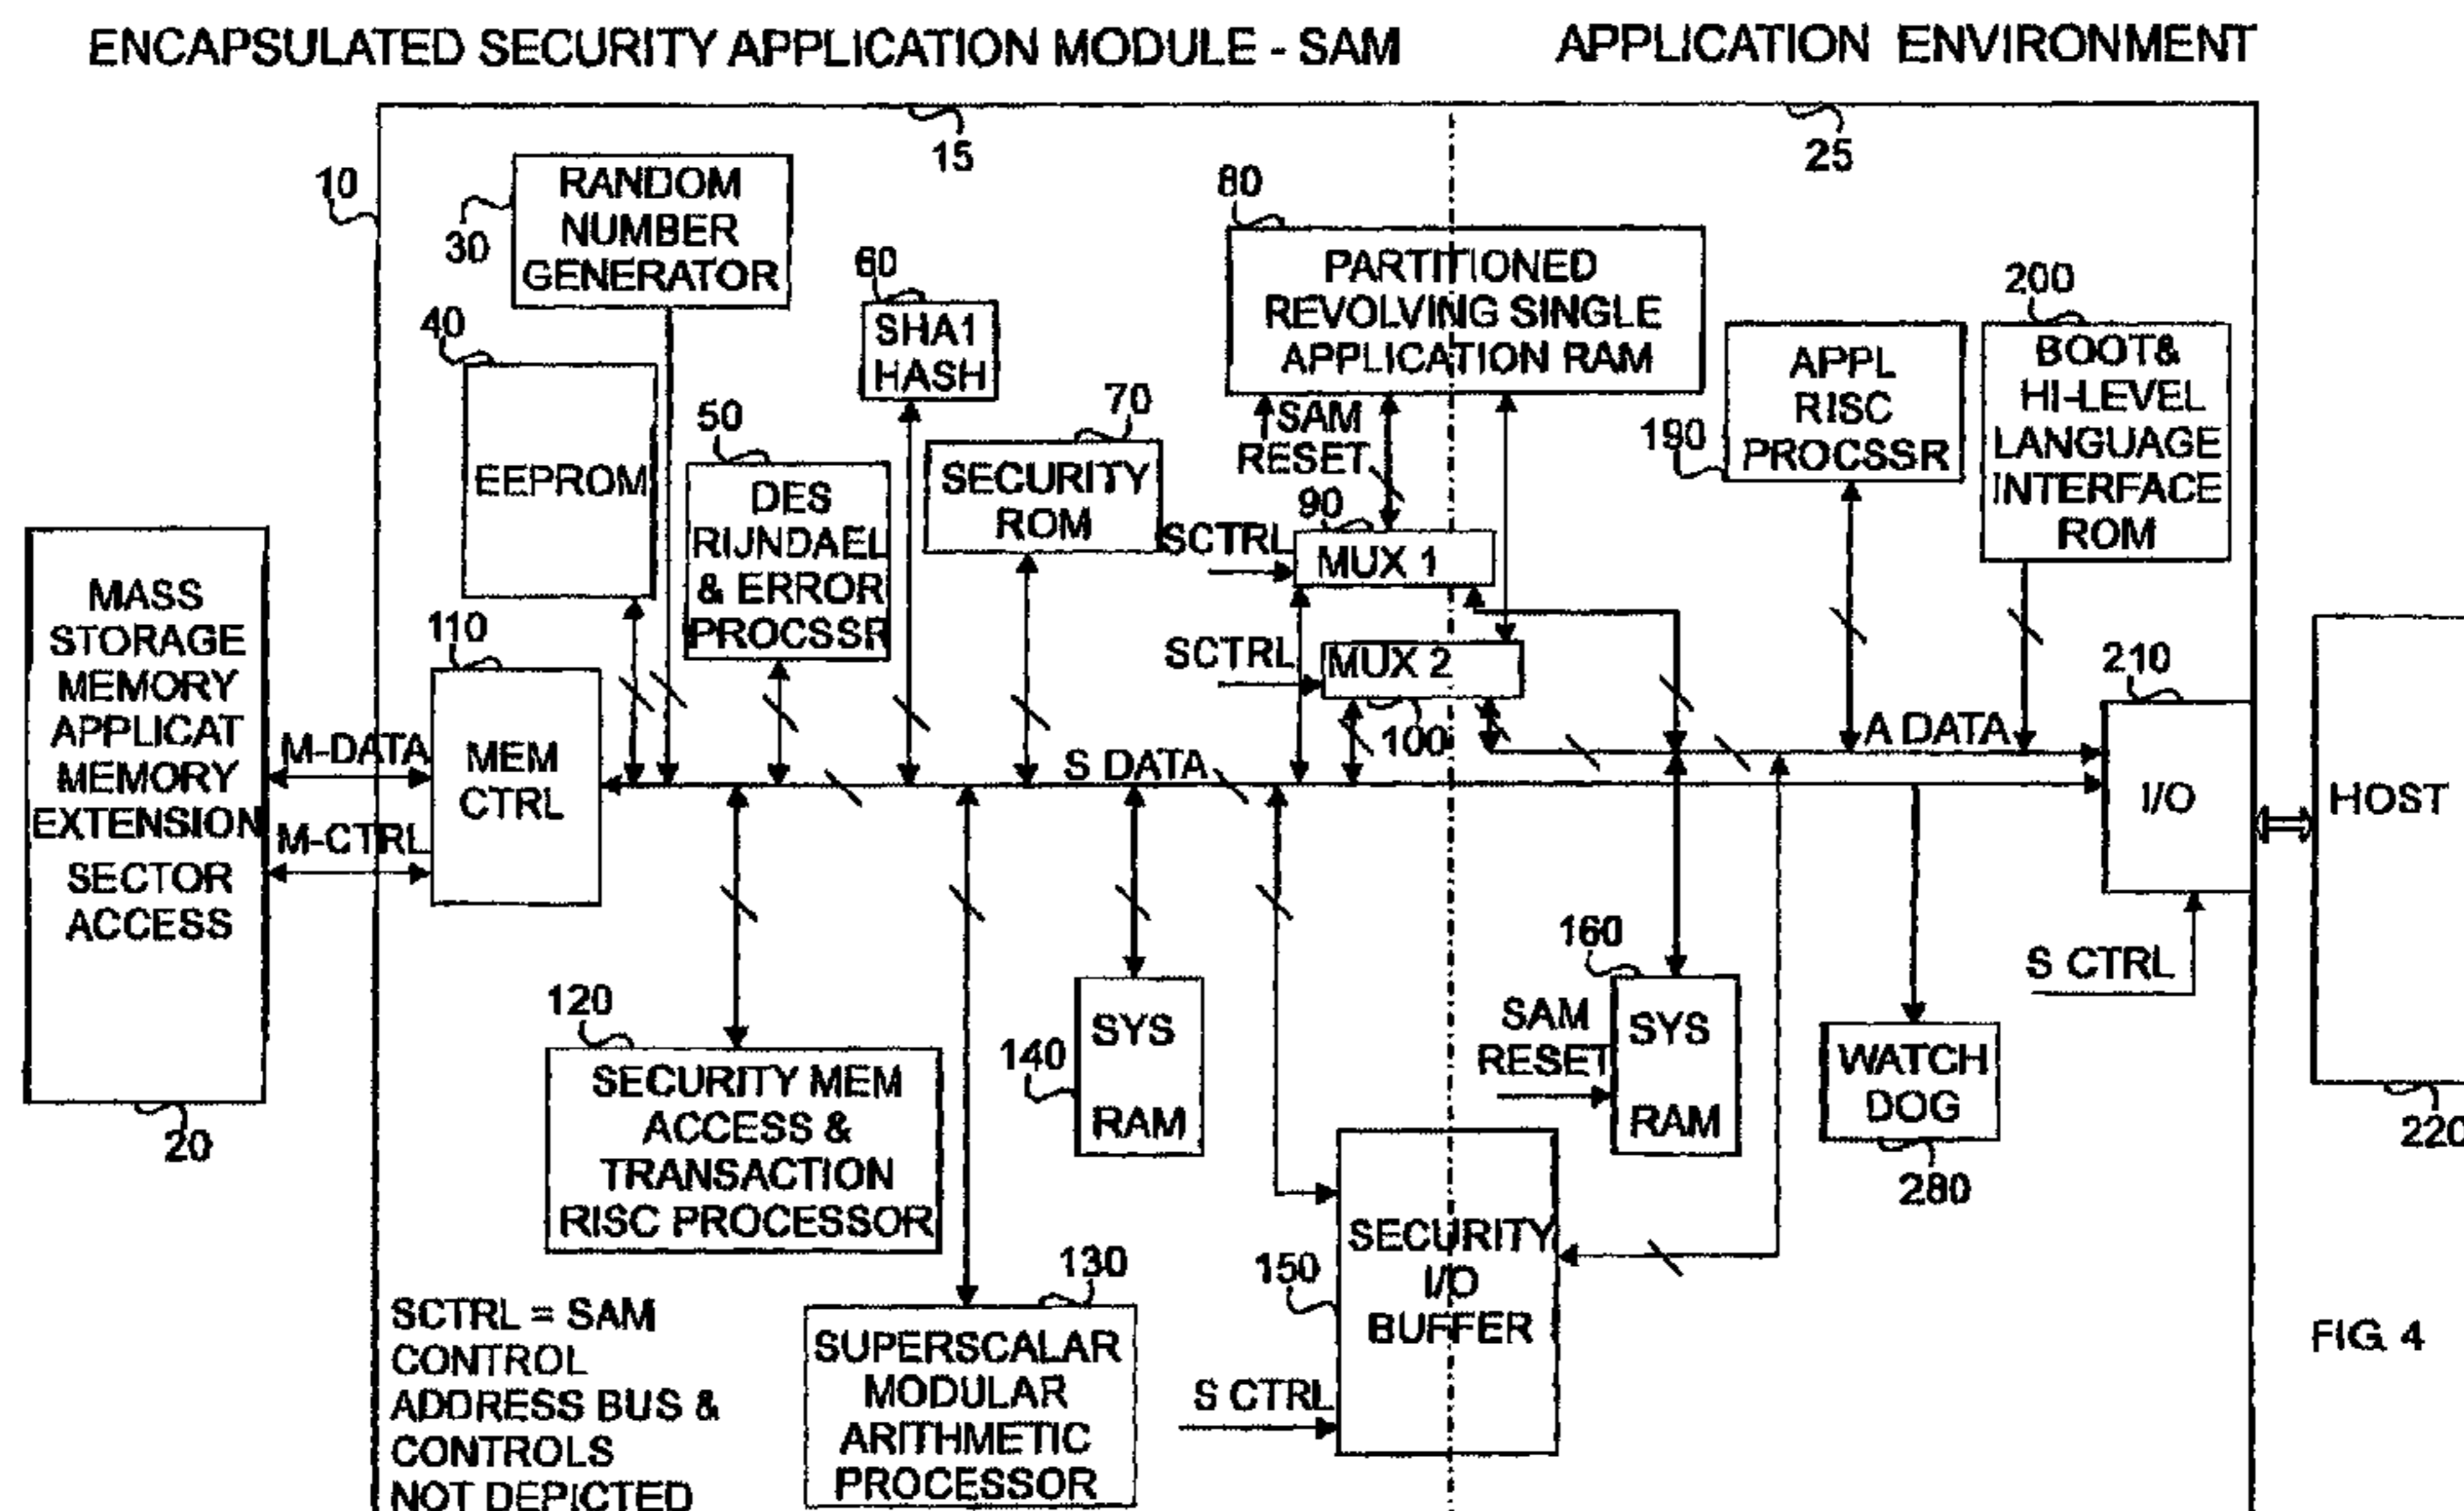 ENCAPSULATED SECURITY APPLICATION MODULE - SAM
APPLICATION ENVIRONMENT
15
25
10
30
RANDOM
NUMBER
GENERATOR
40
EEPROM
50
DES
RIJNDAEL
& ERROR
PROCSSR
60
SHA1
HASH
70
SECURITY
ROM
80
PARTITIONED
REVOLVING SINGLE
APPLICATION RAM
SAM
RESET
90
SCTRL
MUX 1
SCTRL
MUX 2
100
190
APPL
RISC
PROCSSR
200
BOOT&
HI-LEVEL
LANGUAGE
INTERFACE
ROM
MASS
STORAGE
MEMORY
APPLICAT
MEMORY
EXTENSION
SECTOR
ACCESS
20
M-DATA
M-CTRL
110
MEM
CTRL
S DATA
A DATA
210
I/O
HOST
220
S CTRL
120
SECURITY MEM
ACCESS &
TRANSACTION
RISC PROCESSOR
130
SUPERSCALAR
MODULAR
ARITHMETIC
PROCESSOR
140
SYS
RAM
150
SECURITY
I/O
BUFFER
S CTRL
160
SAM
RESET
SYS
RAM
WATCH
DOG
280
SCTRL = SAM
CONTROL
ADDRESS BUS &
CONTROLS
NOT DEPICTED
FIG. 4